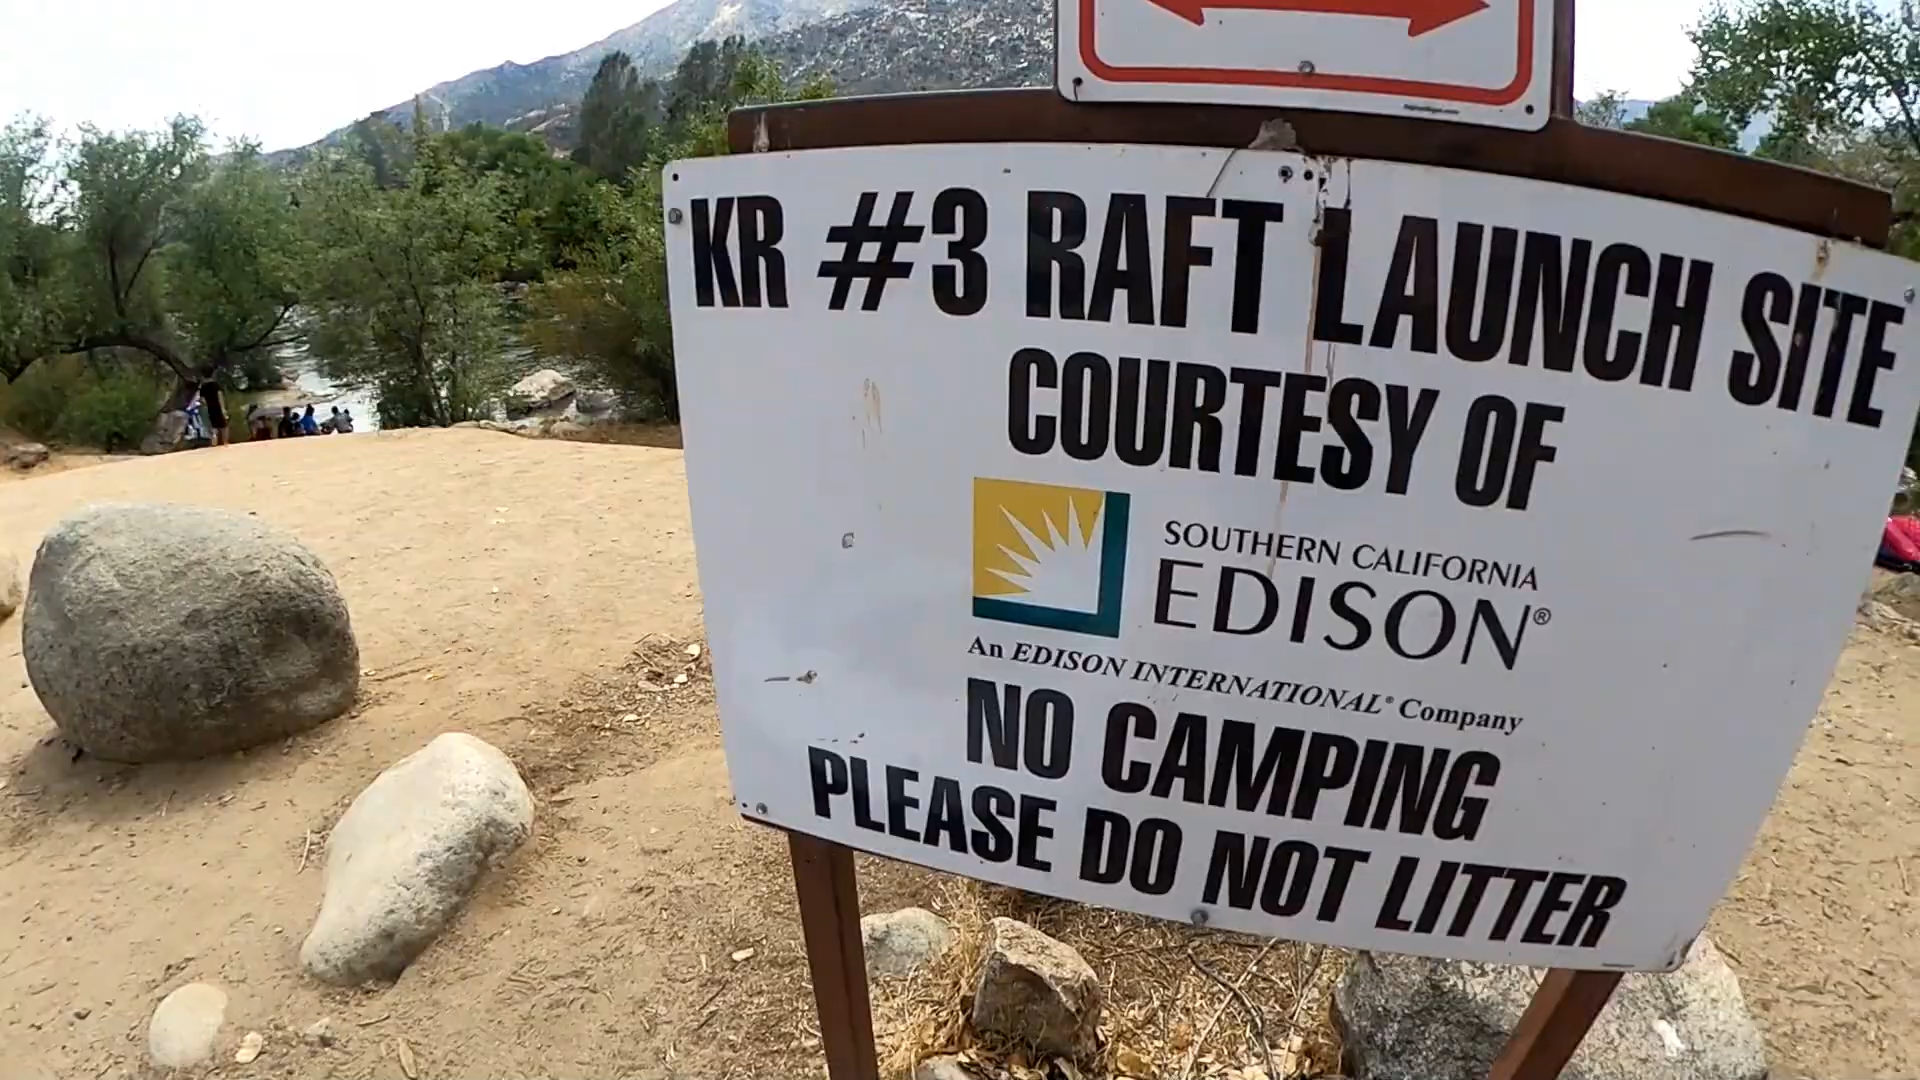 KR #3 RAFT LAUNCH SITE
COURTESY OF
SOUTHERN CALIFORNIA
EDISON®
An EDISON INTERNATIONAL® Company
NO CAMPING
PLEASE DO NOT LITTER